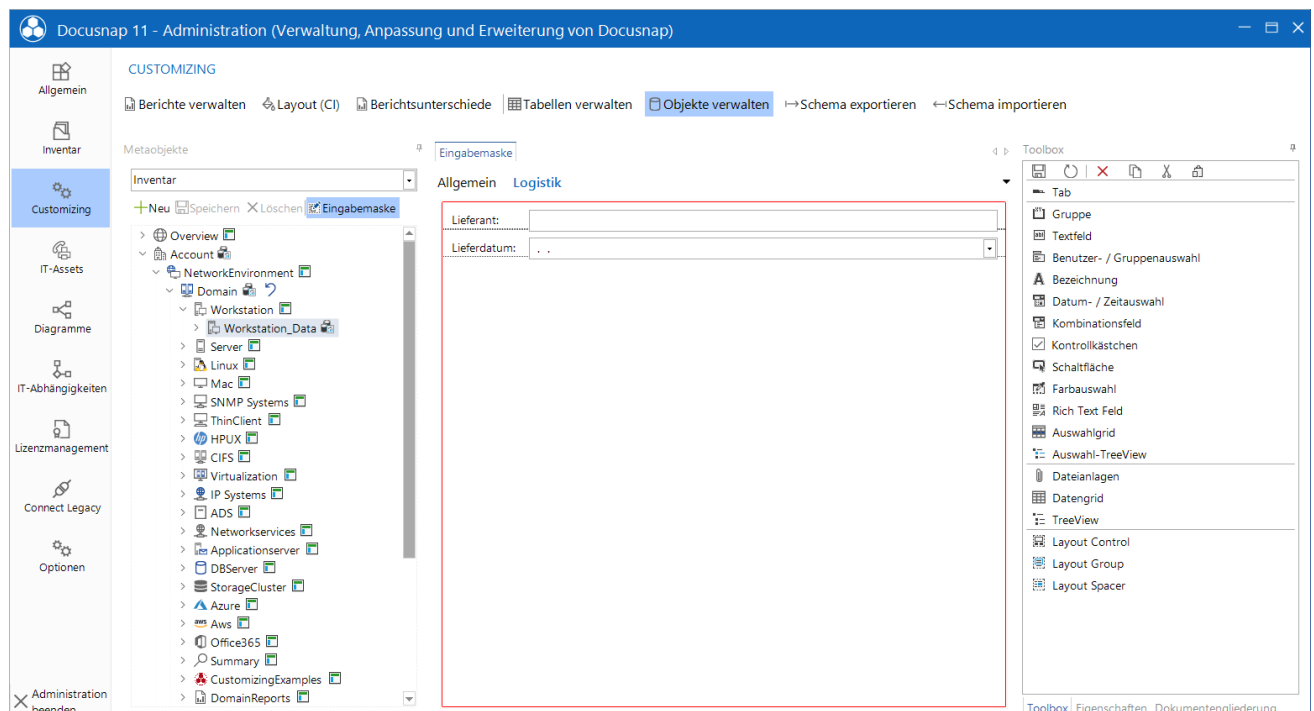 Docusnap 11 - Administration (Verwaltung, Anpassung und Erweiterung von Docusnap)
Allgemein
Inventar
Customizing
IT-Assets
Diagramme
IT-Abhängigkeiten
Lizenzmanagement
Connect Legacy
Optionen
Administration
beenden
CUSTOMIZING
Berichte verwalten Layout (CI) Berichtsunterschiede Tabellen verwalten Objekte verwalten Schema exportieren Schema importieren
Metaobjekte
Inventar
Neu Speichern Löschen Eingabemaske
Overview
Account
NetworkEnvironment
Domain
Workstation
Workstation_Data
Server
Linux
Mac
SNMP Systems
ThinClient
HPUX
CIFS
Virtualization
IP Systems
ADS
Networkservices
Applicationserver
DBServer
StorageCluster
Azure
aws Aws
Office365
Summary
CustomizingExamples
DomainReports
Eingabemaske
Allgemein Logistik
Lieferant:
Lieferdatum: . .
Toolbox
Tab
Gruppe
Textfeld
Benutzer- / Gruppenauswahl
A Bezeichnung
Datum- / Zeitauswahl
Kombinationsfeld
Kontrollkästchen
Schaltfläche
Farbauswahl
Rich Text Feld
Auswahlgrid
Auswahl-TreeView
Dateianlagen
Datengrid
TreeView
Layout Control
Layout Group
Layout Spacer
Toolbox Eigenschaften Dokumentengliederung